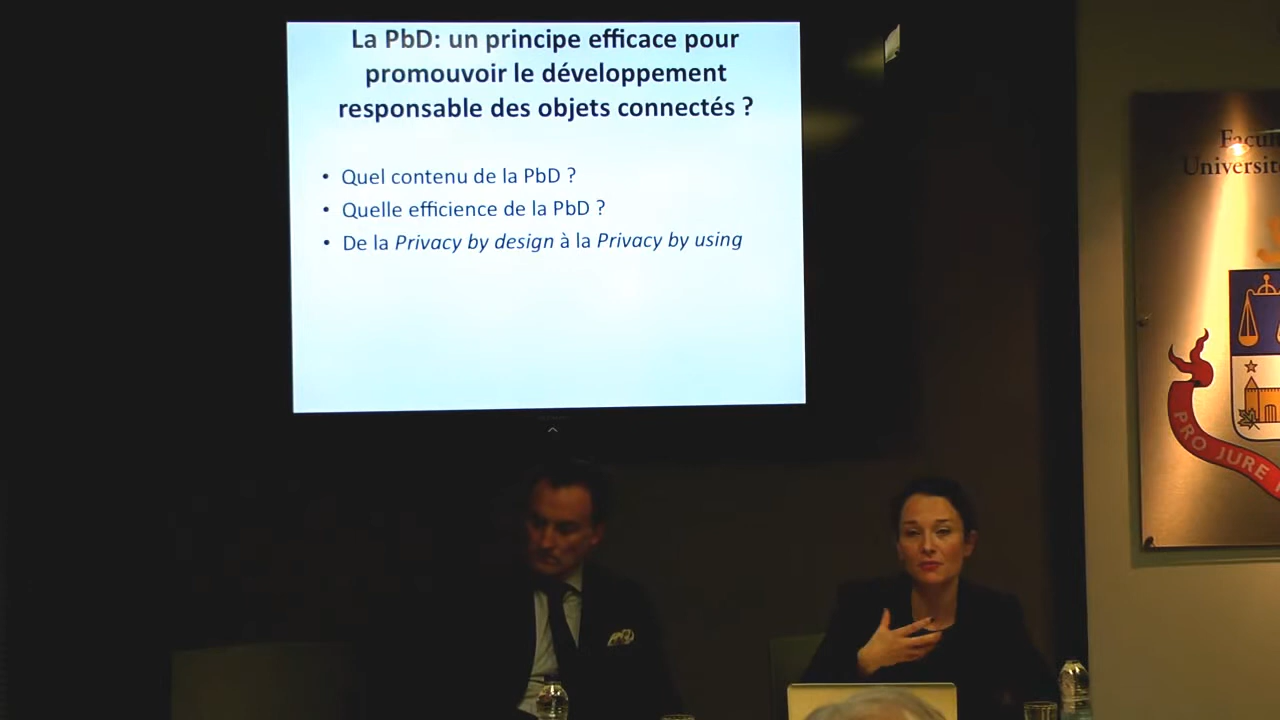 La PbD: un principe efficace pour
promouvoir le développement
responsable des objets connectés ?
• Quel contenu de la PbD ?
• Quelle efficience de la PbD ?
• De la Privacy by design à la Privacy by using
PRO JURE